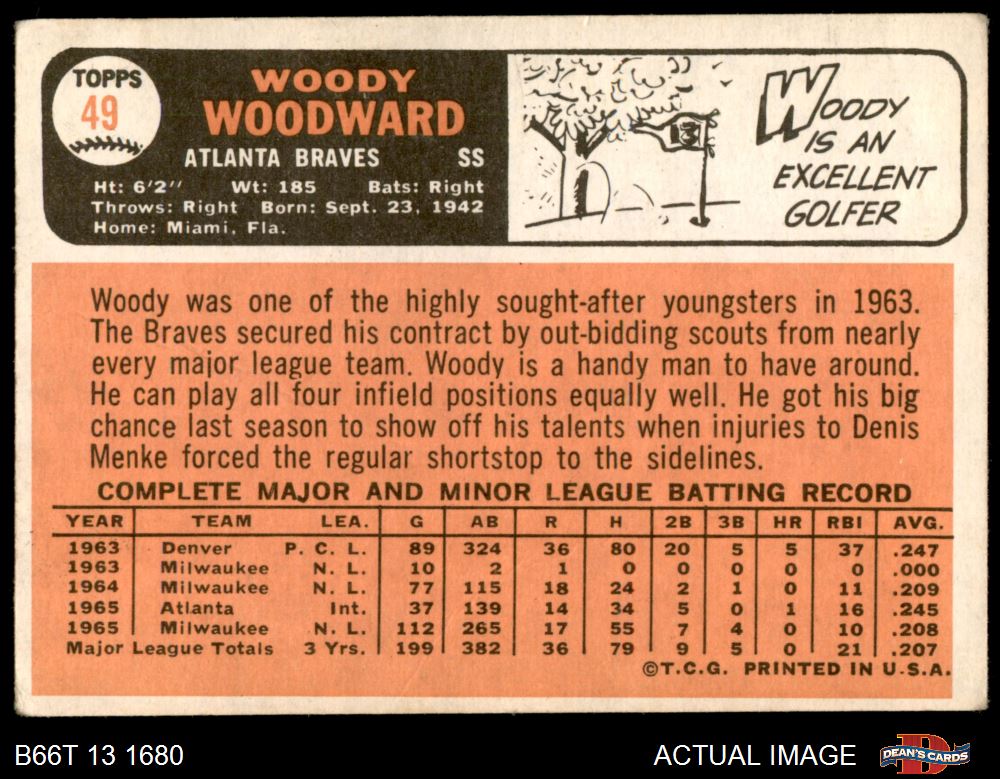 TOPPS
49
WOODY
WOODWARD
ATLANTA BRAVES SS
Ht: 6'2" Wt: 185 Bats: Right
Throws: Right Born: Sept. 23, 1942
Home: Miami, Fla.
13
WOODY
IS AN
EXCELLENT
GOLFER
Woody was one of the highly sought-after youngsters in 1963.
The Braves secured his contract by out-bidding scouts from nearly
every major league team. Woody is a handy man to have around.
He can play all four infield positions equally well. He got his big
chance last season to show off his talents when injuries to Denis
Menke forced the regular shortstop to the sidelines.
COMPLETE MAJOR AND MINOR LEAGUE BATTING RECORD
YEAR TEAM LEA. G AB R H 2B 3B HR RBI AVG.
1963 Denver P. C. L. 89 324 36 80 20 5 5 37 .247
1963 Milwaukee N. L. 10 2 1 0 0 0 0 0 .000
1964 Milwaukee N. L. 77 115 18 24 2 1 0 11 .209
1965 Atlanta Int. 37 139 14 34 5 0 1 16 .245
1965 Milwaukee N. L. 112 265 17 55 7 4 0 10 .208
Major League Totals 3 Yrs. 199 382 36 79 9 5 0 21 .207
©T.C.G. PRINTED IN U.S.A.
B66T 13 1680
ACTUAL IMAGE
DEAN'S CARDS